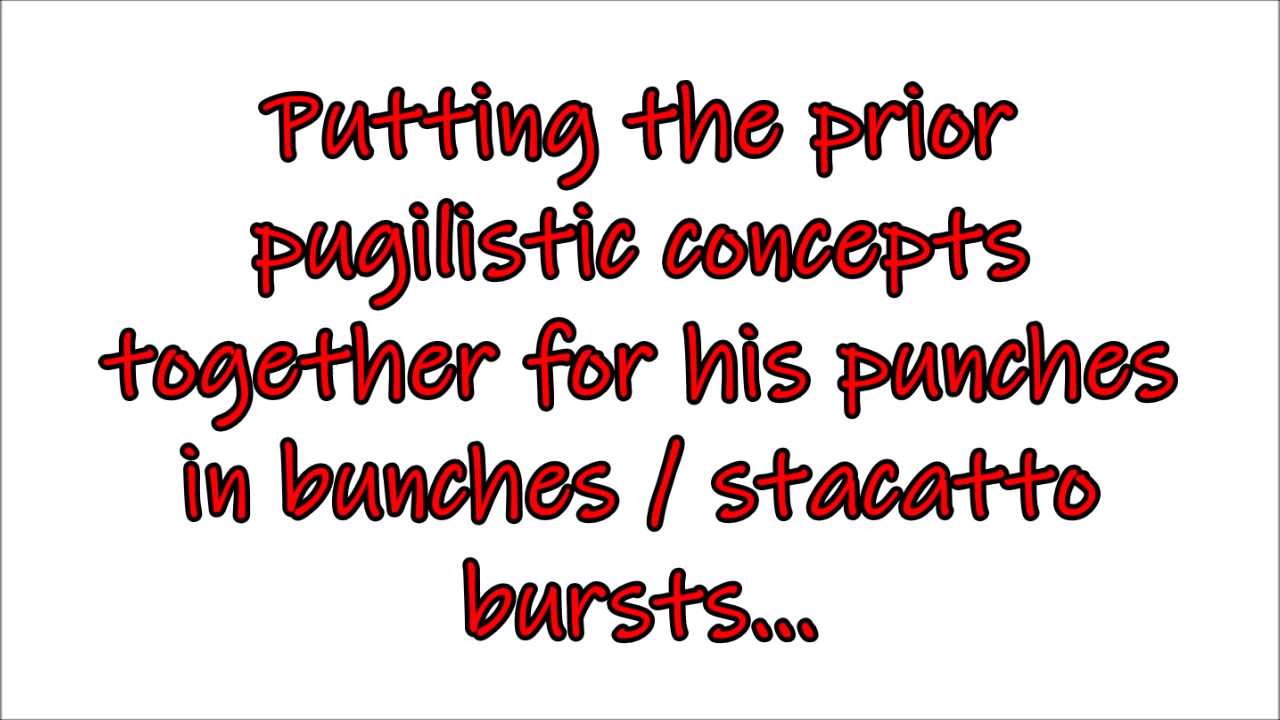 Putting the prior
pugilistic concepts
together for his punches
in bunches / stacatto
bursts...